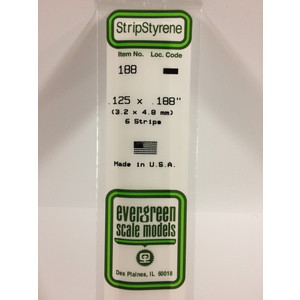 StripStyrene
Item No. Loc. Code
188
.125 x .188"
(3.2 x 4.8 mm)
6 Strips
Made in U.S.A.
evergreen
scale models
Des Plaines, IL 60018